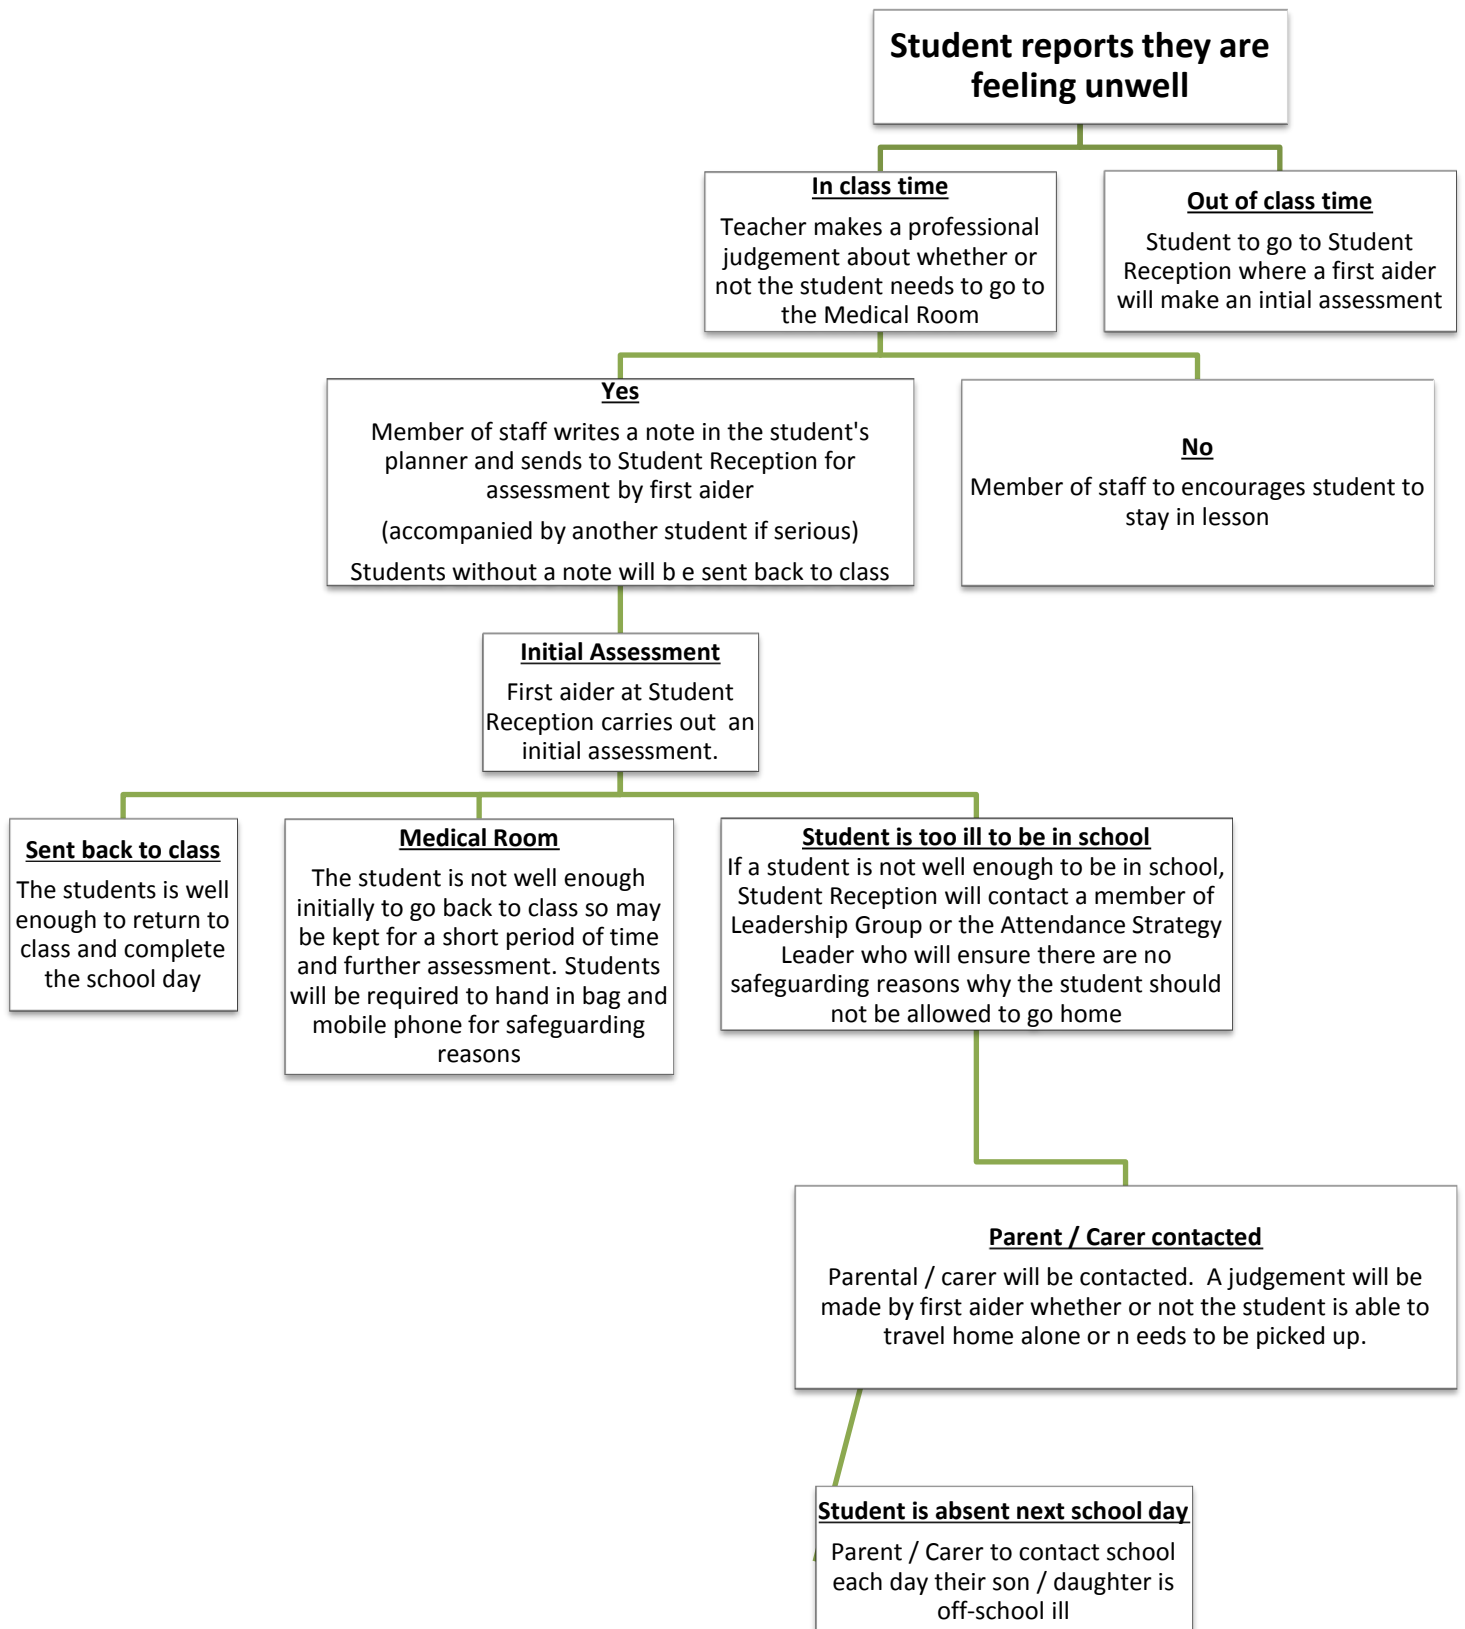 Student reports they are
feeling unwell
In class time
Teacher makes a professional
judgement about whether or
not the student needs to go to
the Medical Room
Out of class time
Student to go to Student
Reception where a first aider
will make an intial assessment
Yes
Member of staff writes a note in the student's
planner and sends to Student Reception for
assessment by first aider
(accompanied by another student if serious)
Students without a note will b e sent back to class
No
Member of staff to encourages student to
stay in lesson
Initial Assessment
First aider at Student
Reception carries out an
initial assessment.
Sent back to class
The students is well
enough to return to
class and complete
the school day
Medical Room
The student is not well enough
initially to go back to class so may
be kept for a short period of time
and further assessment. Students
will be required to hand in bag and
mobile phone for safeguarding
reasons
Student is too ill to be in school
If a student is not well enough to be in school,
Student Reception will contact a member of
Leadership Group or the Attendance Strategy
Leader who will ensure there are no
safeguarding reasons why the student should
not be allowed to go home
Parent / Carer contacted
Parental / carer will be contacted. A judgement will be
made by first aider whether or not the student is able to
travel home alone or n eeds to be picked up.
Student is absent next school day
Parent / Carer to contact school
each day their son / daughter is
off-school ill